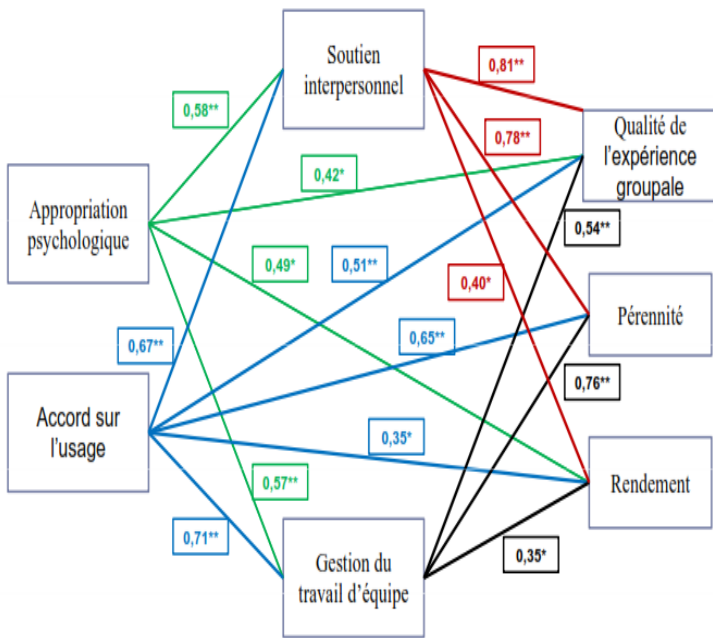 Soutien
interpersonnel
0,81**
0,58**
0,78**
Qualité de
l'expérience
groupale
0,42*
Appropriation
psychologique
0,54**
0,49*
0,51**
0,40*
Pérennité
0,67**
0,65**
0,76**
Accord sur
l'usage
0,35*
0,57**
Rendement
0,71**
Gestion du
travail d'équipe
0,35*